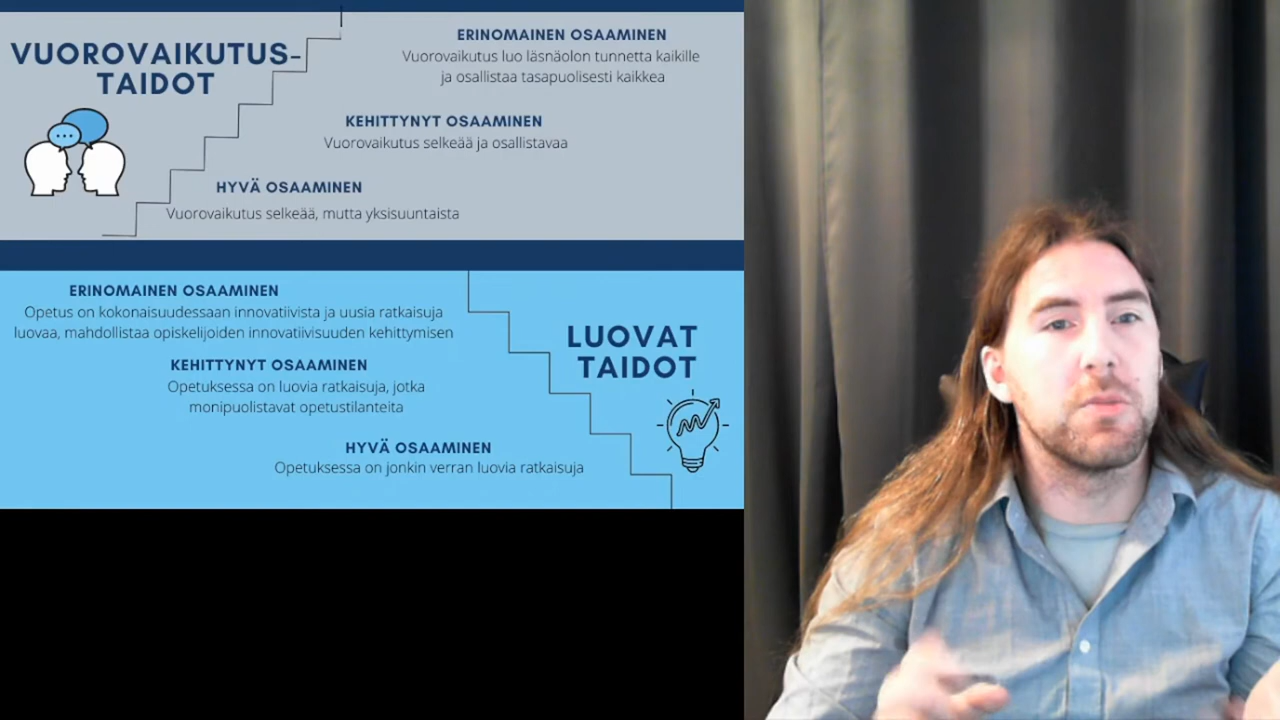 VUOROVAIKUTUS-
TAIDOT
ERINOMAINEN OSAAMINEN
Vuorovaikutus luo läsnäolon tunnetta kaikille
ja osallistaa tasapuolisesti kaikkea
KEHITTYNYT OSAAMINEN
Vuorovaikutus selkeää ja osallistavaa
HYVÄ OSAAMINEN
Vuorovaikutus selkeää, mutta yksisuuntaista
ERINOMAINEN OSAAMINEN
Opetus on kokonaisuudessaan innovatiivista ja uusia ratkaisuja
luovaa, mahdollistaa opiskelijoiden innovatiivisuuden kehittymisen
KEHITTYNYT OSAAMINEN
Opetuksessa on luovia ratkaisuja, jotka
monipuolistavat opetustilanteita
HYVÄ OSAAMINEN
Opetuksessa on jonkin verran luovia ratkaisuja
LUOVAT
TAIDOT